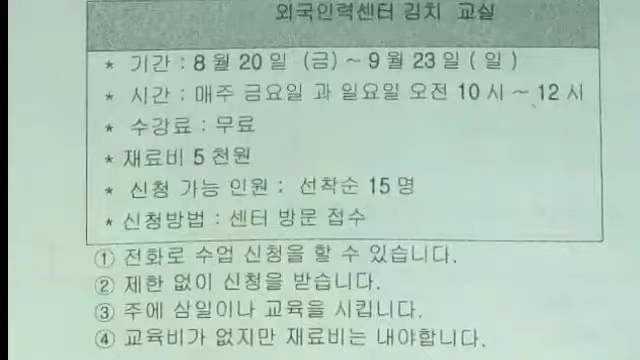 외국인력센터 김치 교실
* 기간 : 8 월 20 일 (금) ~ 9 월 23 일 ( 일 )
* 시간 : 매주 금요일 과 일요일 오전 10 시 ~ 12 시
* 수강료 : 무료
* 재료비 5 천원
* 신청 가능 인원 : 선착순 15 명
* 신청방법 : 센터 방문 접수
① 전화로 수업 신청을 할 수 있습니다.
② 제한 없이 신청을 받습니다.
③ 주에 삼일이나 교육을 시킵니다.
④ 교육비가 없지만 재료비는 내야합니다.